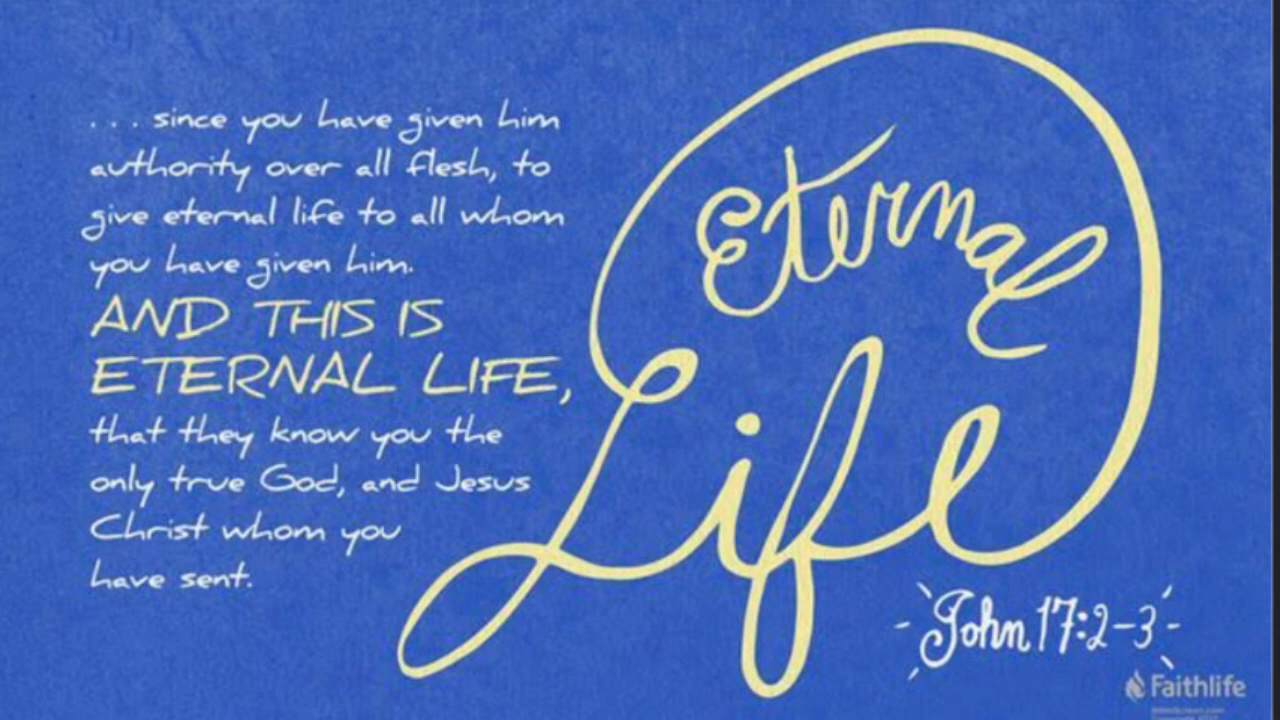 . . . since you have given him
authority over all flesh, to
give eternal life to all whom
you have given him.
AND THIS IS
ETERNAL LIFE,
that they know you the
only true God, and Jesus
Christ whom you
have sent.
Eternal
Life
John 17:2-3
Faithlife